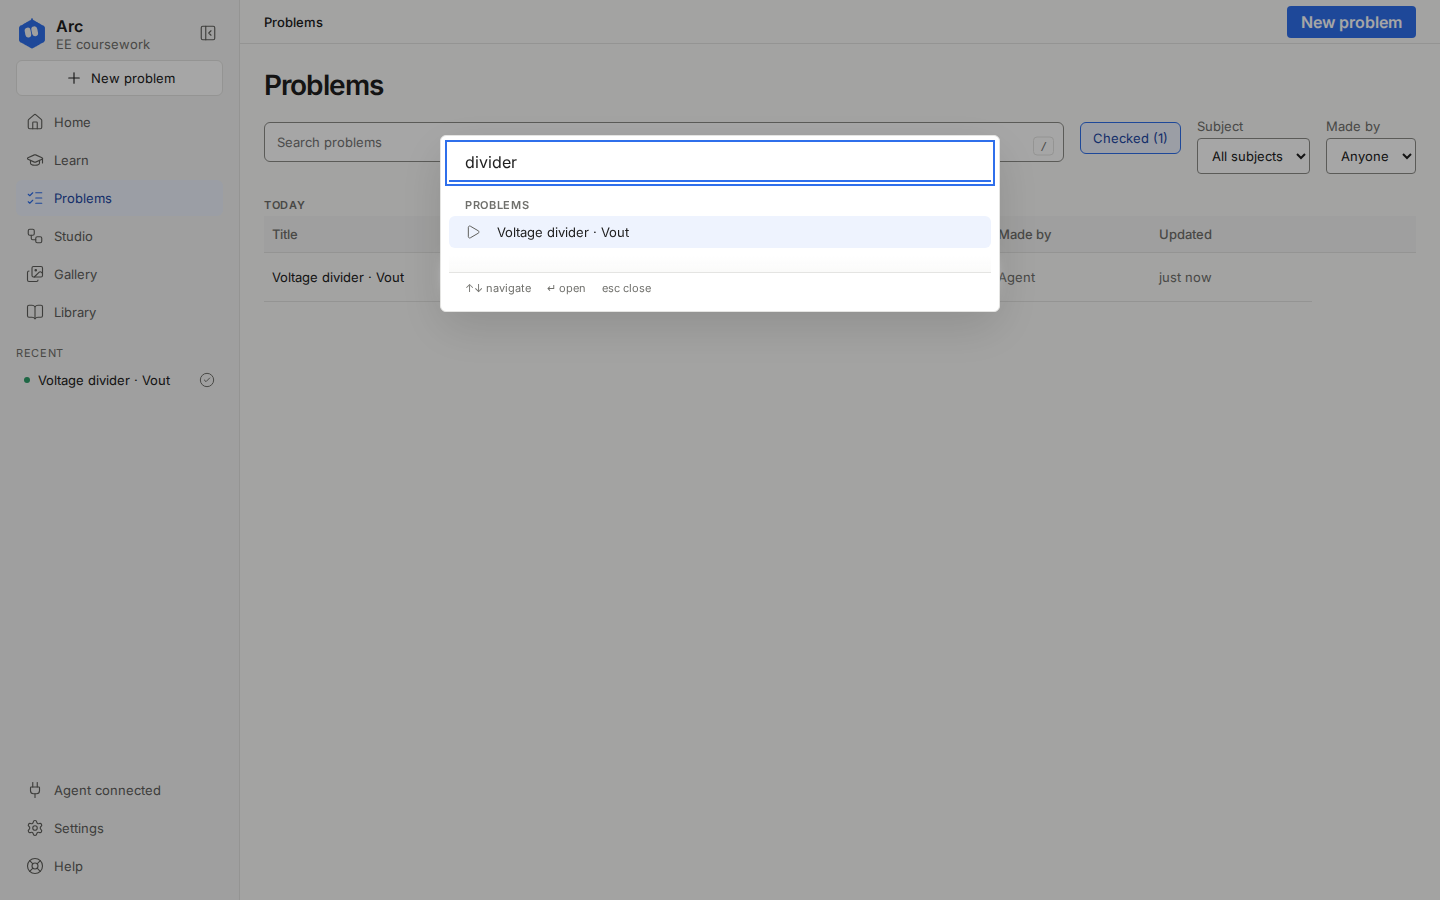 Arc
EE coursework
New problem
Home
Learn
Problems
Studio
Gallery
Library
RECENT
Voltage divider · Vout
Agent connected
Settings
Help
Problems
New problem
Problems
Search problems
/
Checked (1)
Subject
All subjects
Made by
Anyone
TODAY
Title
Made by
Updated
Voltage divider · Vout
Agent
just now
divider
PROBLEMS
Voltage divider · Vout
↑↓ navigate ↵ open esc close